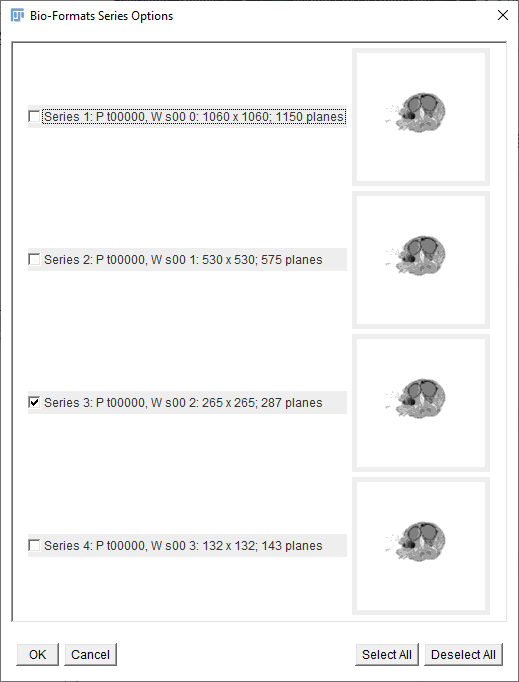 Bio-Formats Series Options
Series 1: P t00000, W s00 0: 1060 x 1060; 1150 planes
Series 2: P t00000, W s00 1: 530 x 530; 575 planes
Series 3: P t00000, W s00 2: 265 x 265; 287 planes
Series 4: P t00000, W s00 3: 132 x 132; 143 planes
OK Cancel Select All Deselect All